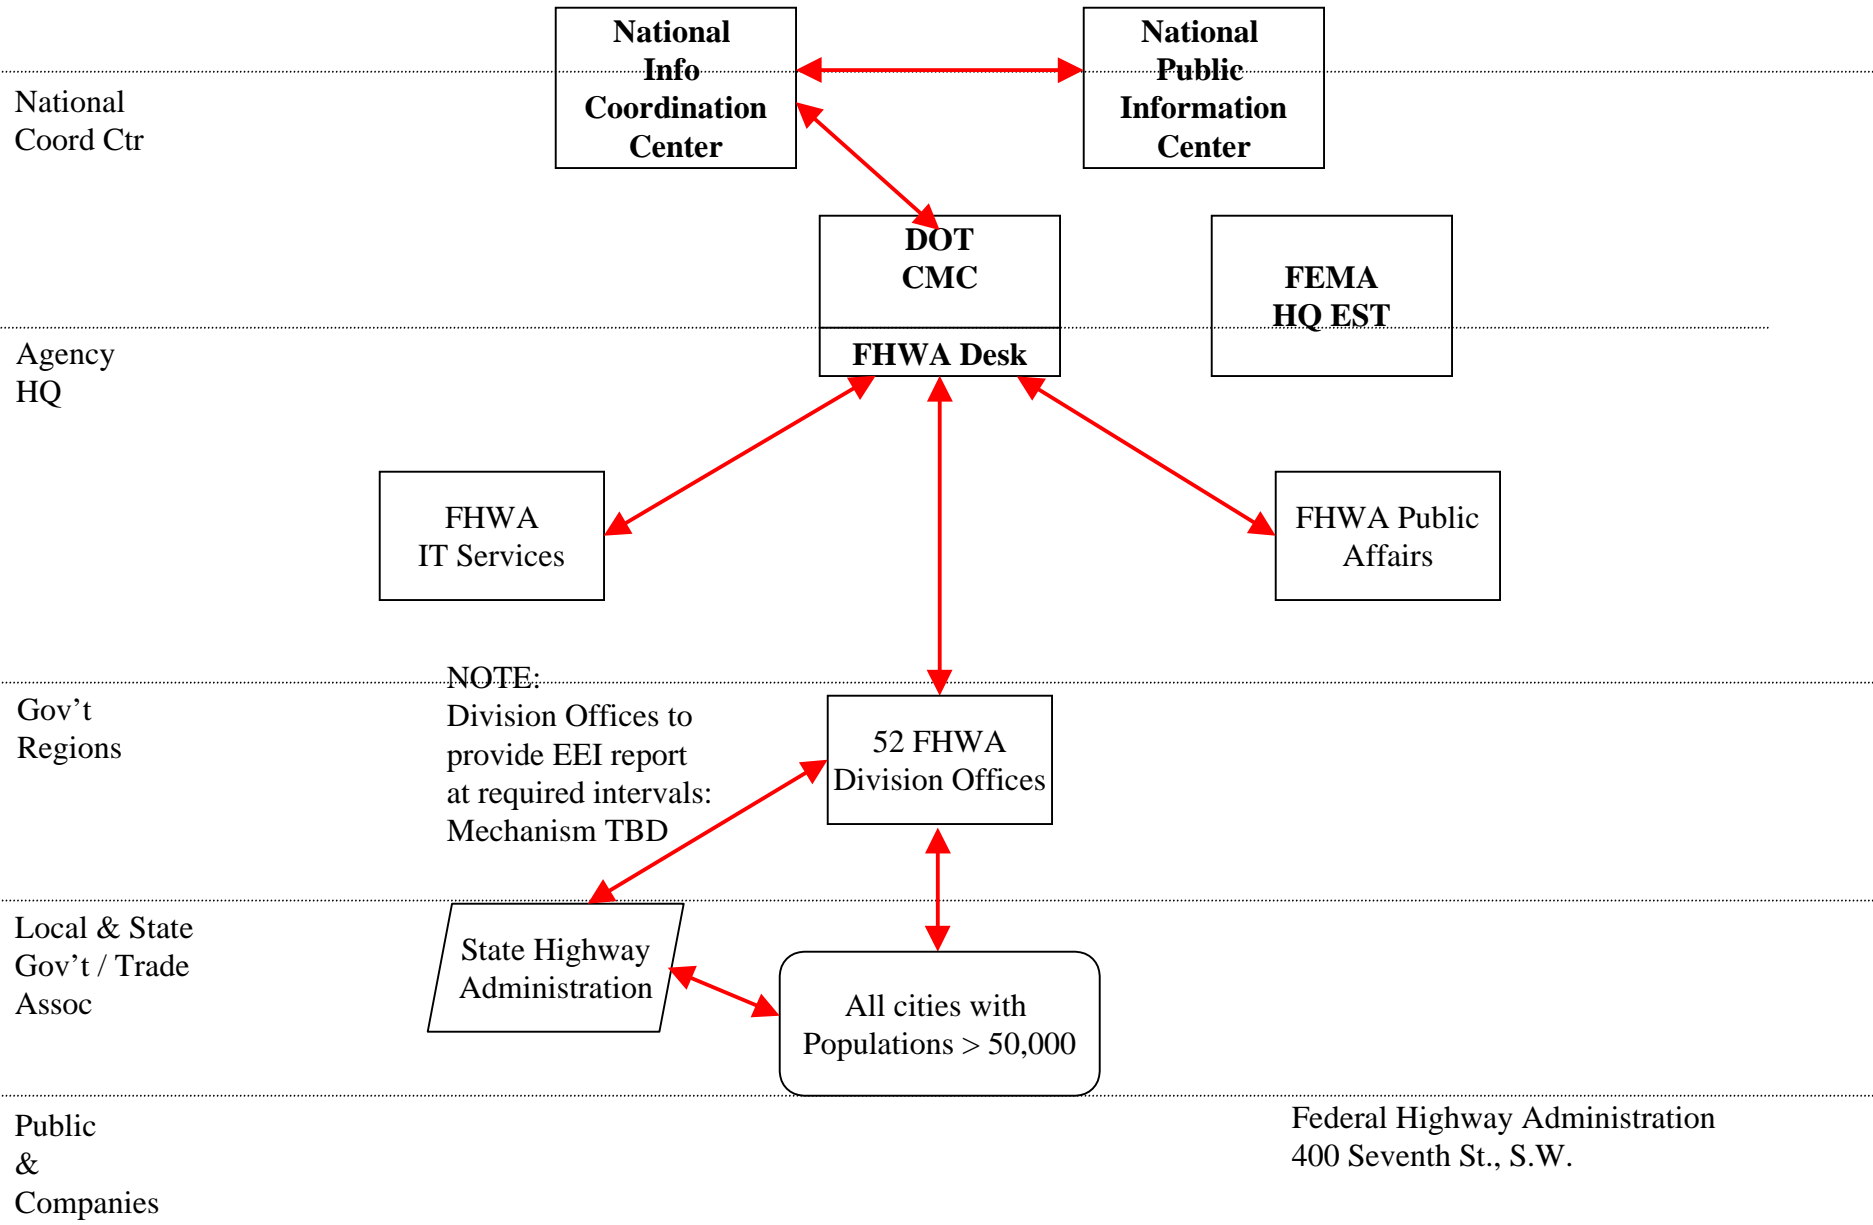 National
Info
Coordination
Center
National
Public
Information
Center
National
Coord Ctr
DOT
CMC
FEMA
HQ EST
FHWA Desk
Agency
HQ
FHWA
IT Services
FHWA Public
Affairs
NOTE:
Division Offices to
provide EEI report
at required intervals:
Mechanism TBD
Gov’t
Regions
52 FHWA
Division Offices
Local & State
Gov’t / Trade
Assoc
State Highway
Administration
All cities with
Populations > 50,000
Public
&
Companies
Federal Highway Administration
400 Seventh St., S.W.